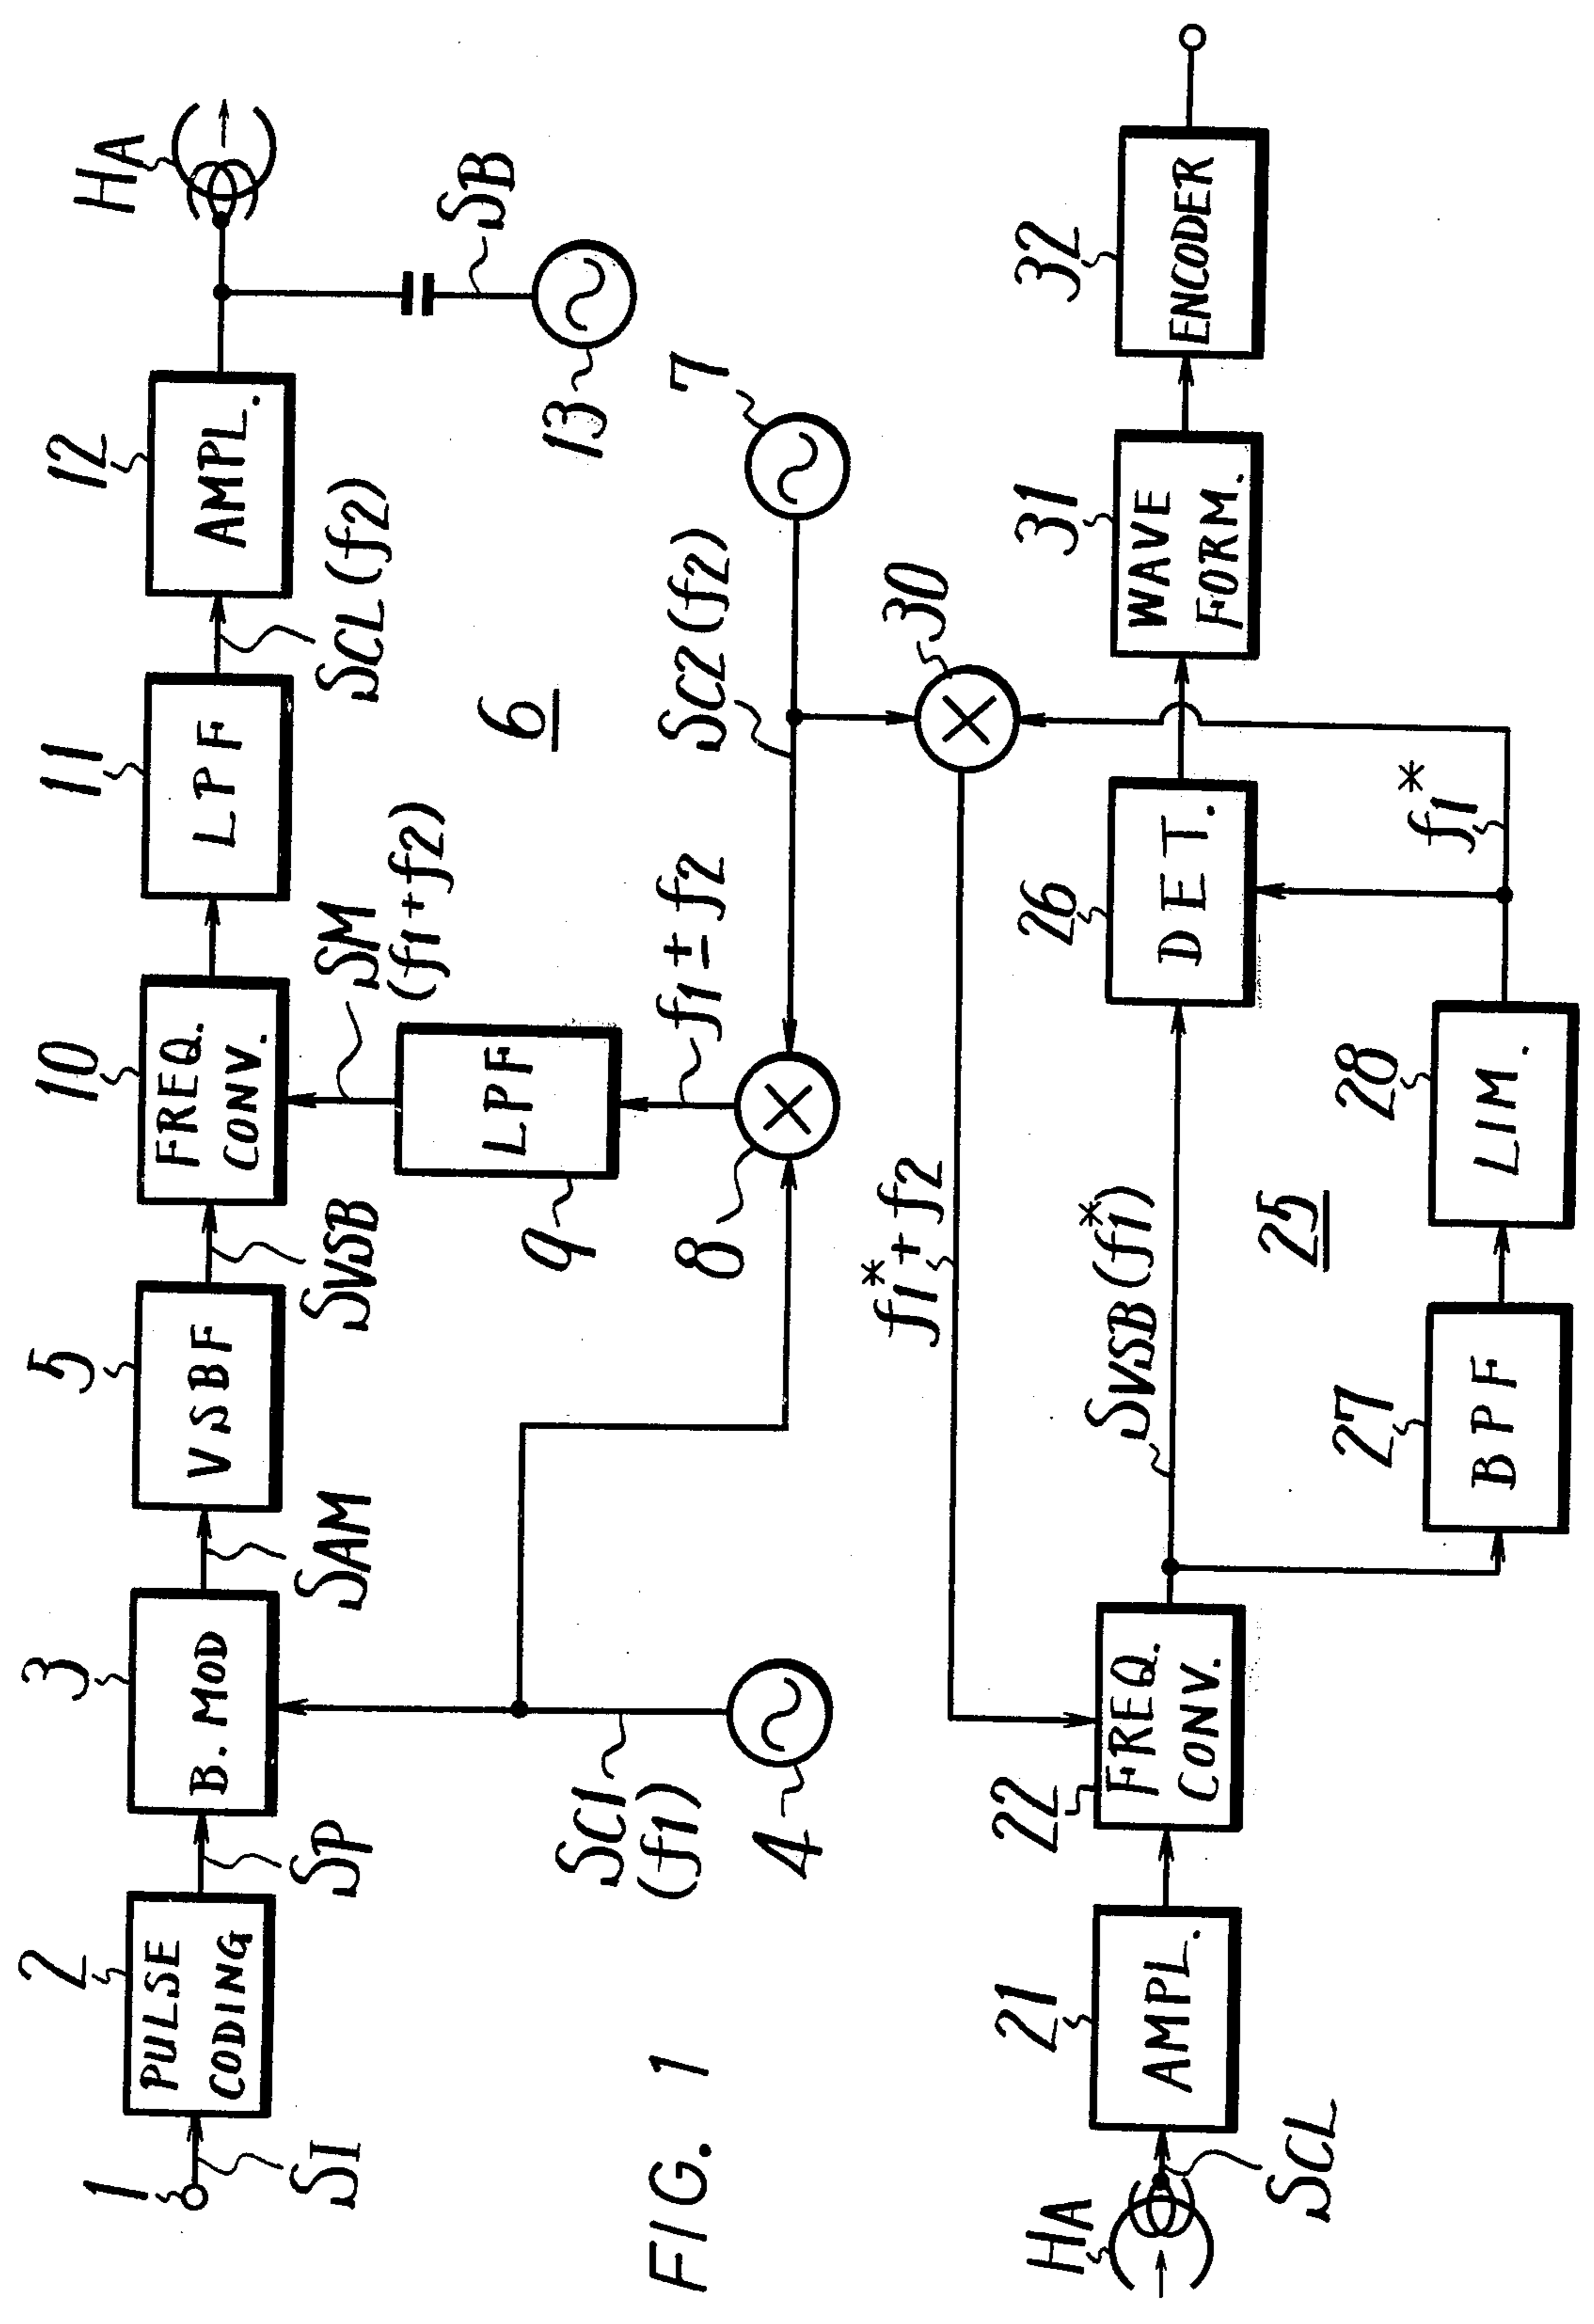 1
SI
2
PULSE
CODING
SP
3
B. MOD
SAM
5
VSBF
SVSB
10
FREQ.
CONV.
11
LPF
SCL (f2)
12
AMPL.
HA
SM
(f1+f2)
6
SB
13
9
LPF
f1±f2
8
SC2 (f2)
7
SC1
(f1)
4
30
f1*+f2
FIG. 1
HA
SCL
21
AMPL.
22
FREQ.
CONV.
SVSB(f1*)
26
DET.
31
WAVE
FORM.
32
ENCODER
25
27
BPF
28
LIM.
f1*